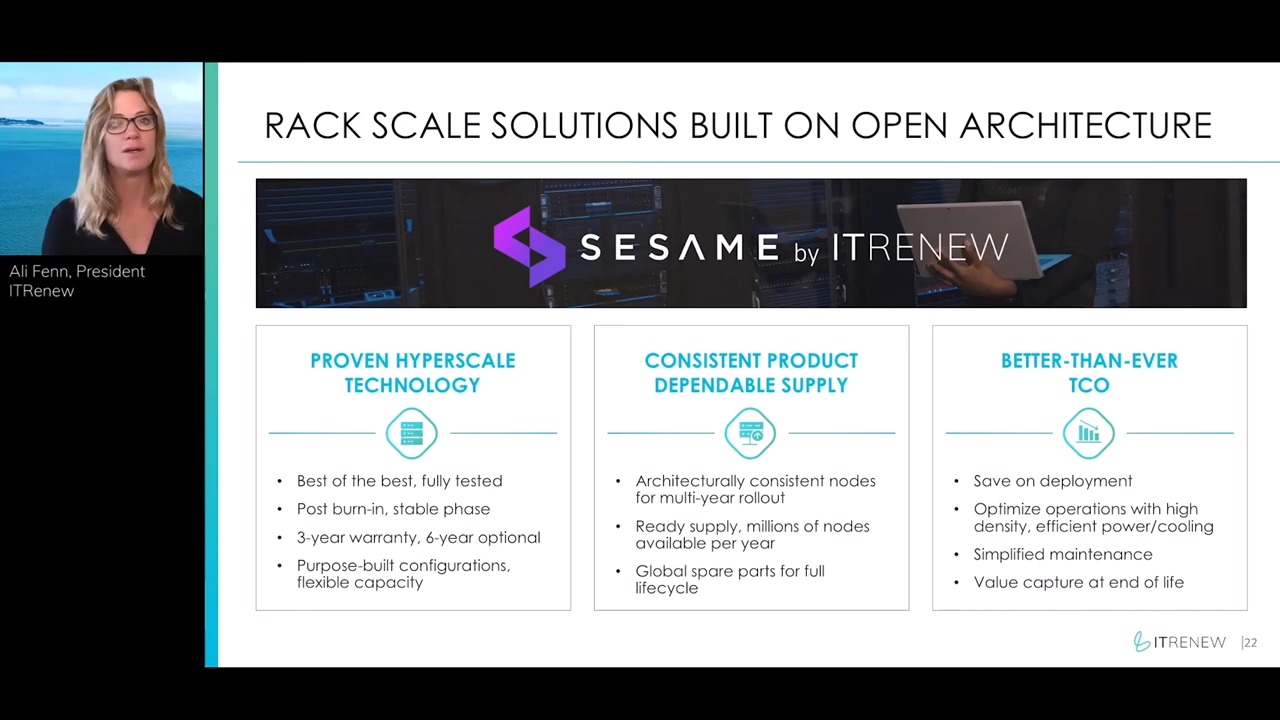 RACK SCALE SOLUTIONS BUILT ON OPEN ARCHITECTURE
SESAME by ITRENEW
Ali Fenn, President
ITRenew
PROVEN HYPERSCALE
TECHNOLOGY
• Best of the best, fully tested
• Post burn-in, stable phase
• 3-year warranty, 6-year optional
• Purpose-built configurations,
flexible capacity
CONSISTENT PRODUCT
DEPENDABLE SUPPLY
• Architecturally consistent nodes
for multi-year rollout
• Ready supply, millions of nodes
available per year
• Global spare parts for full
lifecycle
BETTER-THAN-EVER
TCO
• Save on deployment
• Optimize operations with high
density, efficient power/cooling
• Simplified maintenance
• Value capture at end of life
ITRENEW |22